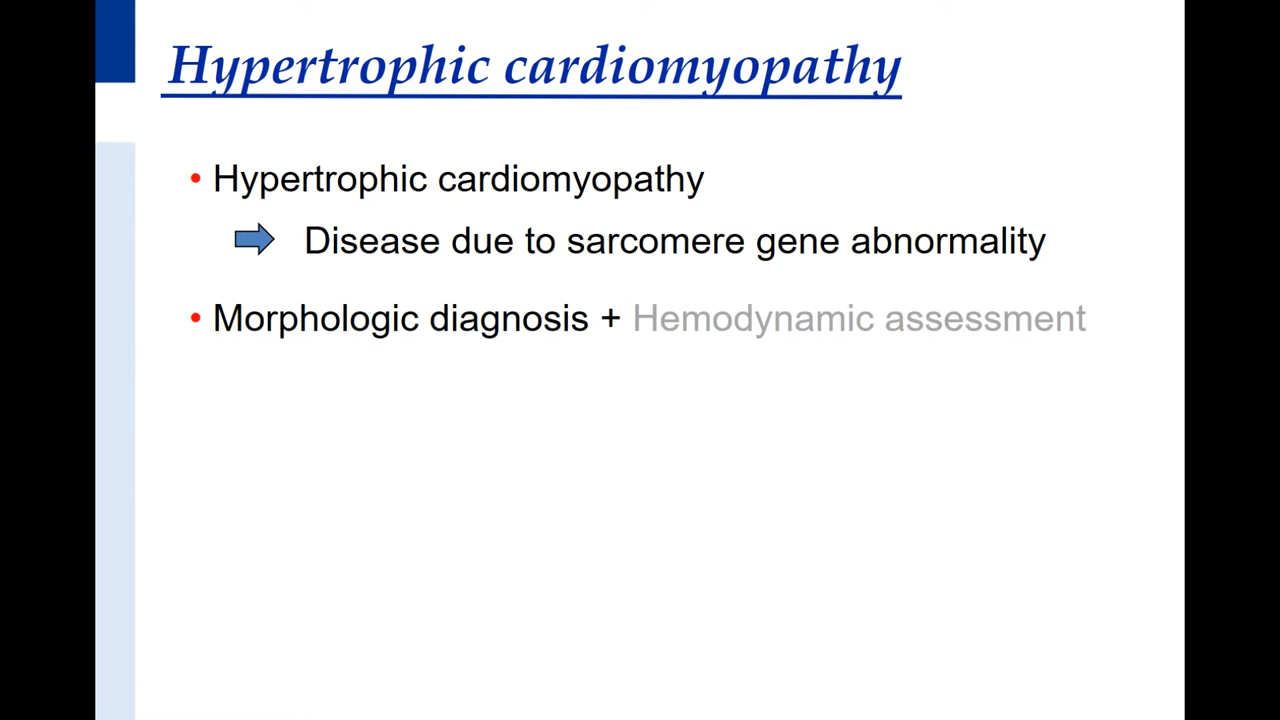 Hypertrophic cardiomyopathy
• Hypertrophic cardiomyopathy
Disease due to sarcomere gene abnormality
• Morphologic diagnosis + Hemodynamic assessment